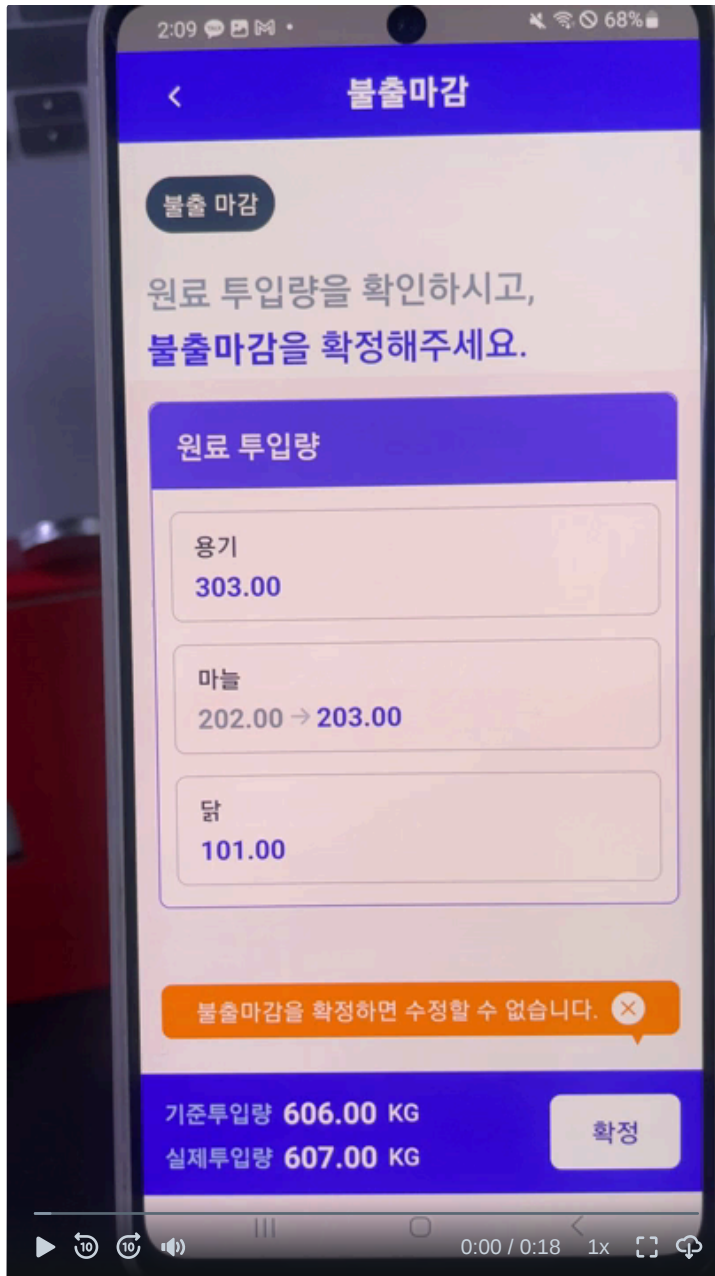 2:09
68%
불출마감
불출 마감
원료 투입량을 확인하시고,
불출마감을 확정해주세요.
원료 투입량
용기
303.00
마늘
202.00 → 203.00
닭
101.00
불출마감을 확정하면 수정할 수 없습니다.
기준투입량 606.00 KG
실제투입량 607.00 KG
확정
10 10 0:00 / 0:18 1x